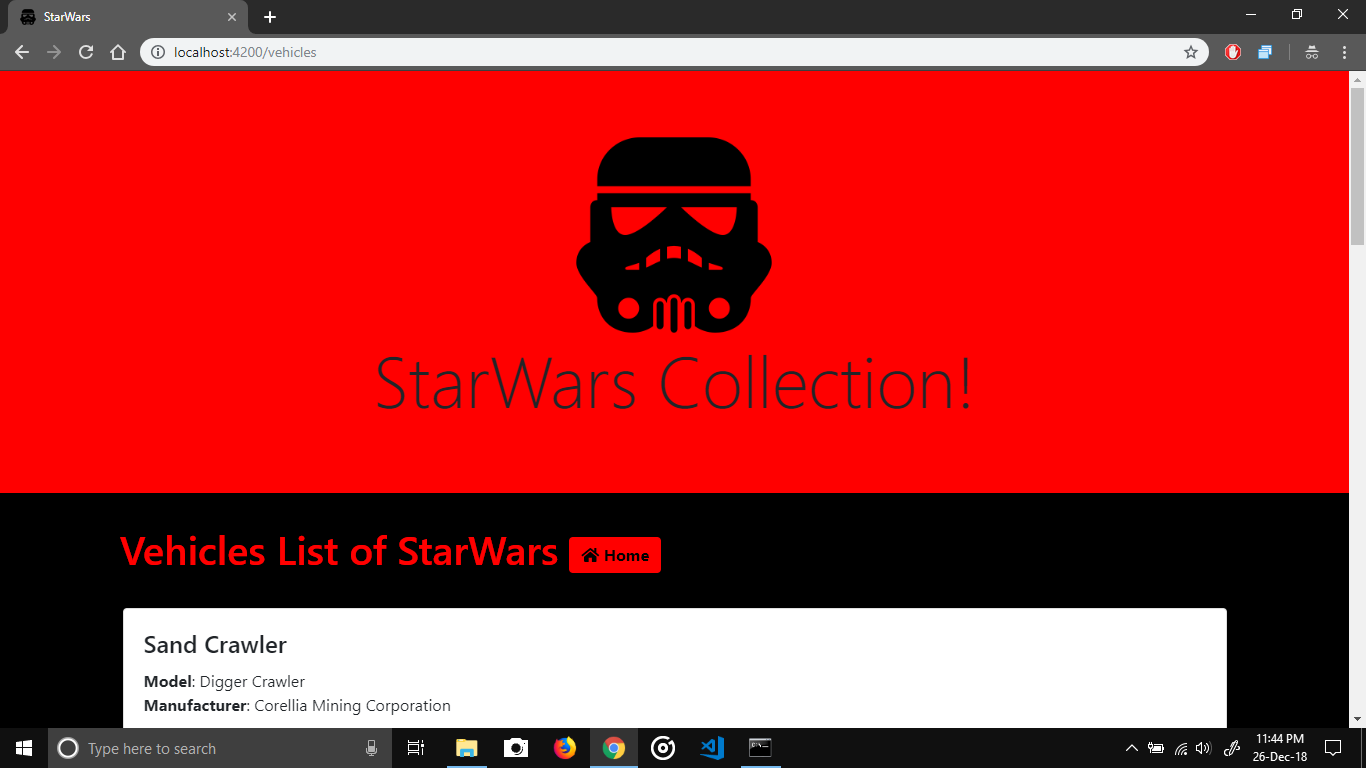 StarWars
localhost:4200/vehicles
StarWars Collection!
Vehicles List of StarWars
Home
Sand Crawler
Model: Digger Crawler
Manufacturer: Corellia Mining Corporation
Type here to search
11:44 PM
26-Dec-18